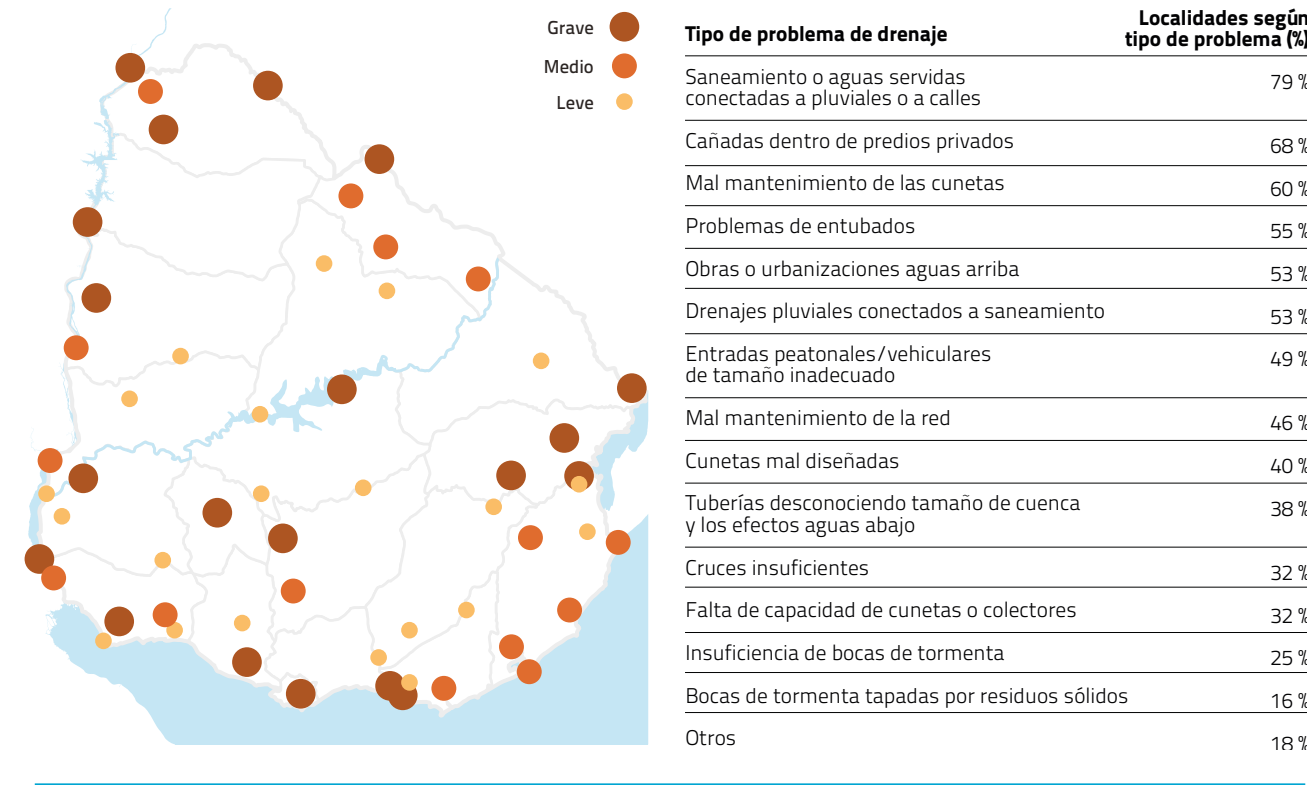 Grave
Medio
Leve
Tipo de problema de drenaje
Localidades según
tipo de problema (%)
Saneamiento o aguas servidas
conectadas a pluviales o a calles
79 %
Cañadas dentro de predios privados
68 %
Mal mantenimiento de las cunetas
60 %
Problemas de entubados
55 %
Obras o urbanizaciones aguas arriba
53 %
Drenajes pluviales conectados a saneamiento
53 %
Entradas peatonales/vehiculares
de tamaño inadecuado
49 %
Mal mantenimiento de la red
46 %
Cunetas mal diseñadas
40 %
Tuberías desconociendo tamaño de cuenca
y los efectos aguas abajo
38 %
Cruces insuficientes
32 %
Falta de capacidad de cunetas o colectores
32 %
Insuficiencia de bocas de tormenta
25 %
Bocas de tormenta tapadas por residuos sólidos
16 %
Otros
18 %